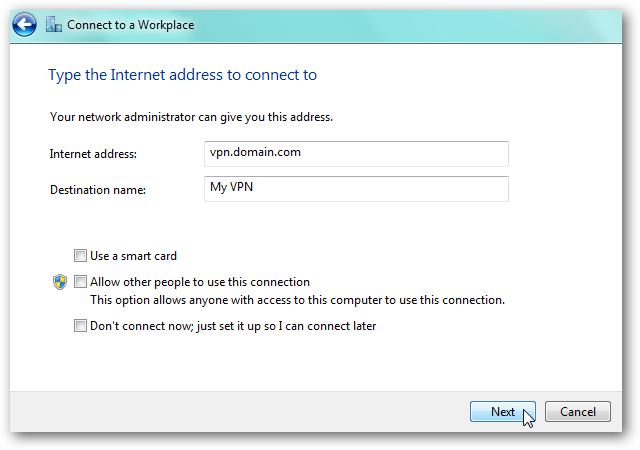 Connect to a Workplace
Type the Internet address to connect to
Your network administrator can give you this address.
Internet address: vpn.domain.com
Destination name: My VPN
Use a smart card
Allow other people to use this connection
This option allows anyone with access to this computer to use this connection.
Don't connect now; just set it up so I can connect later
Next Cancel